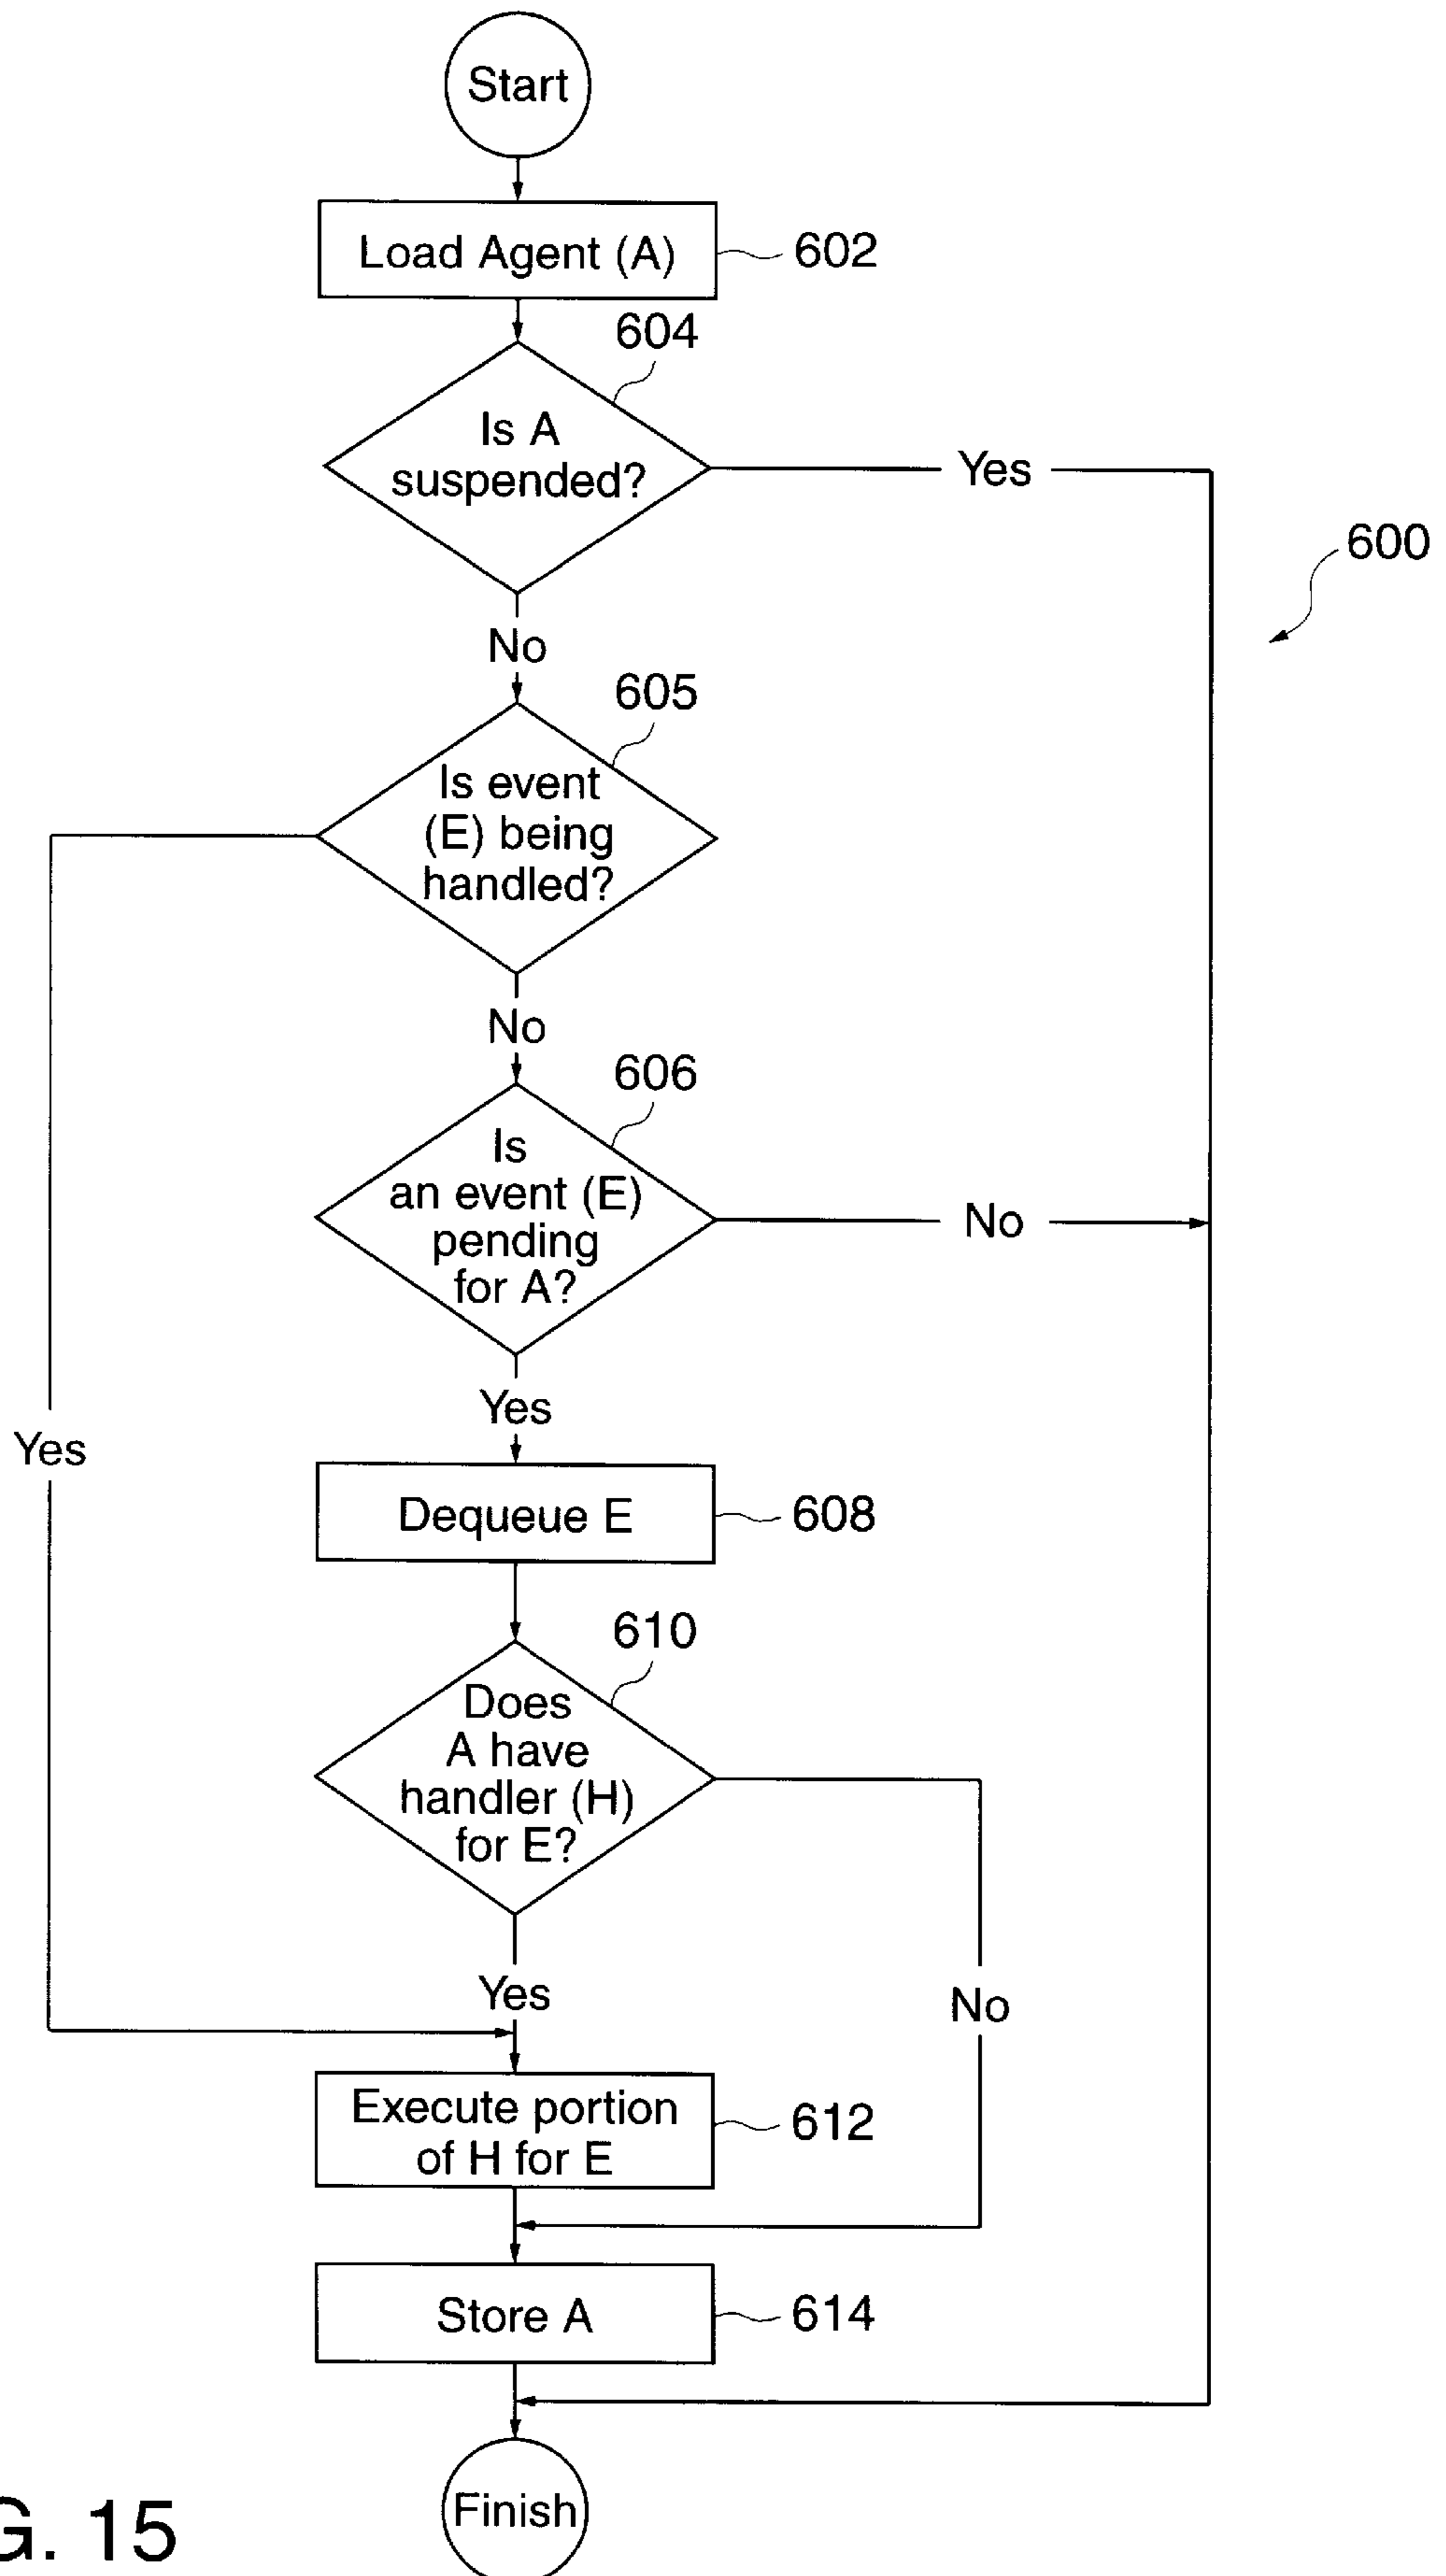 Start
Load Agent (A)
602
604
Is A
suspended?
Yes
600
No
605
Is event
(E) being
handled?
No
606
Is
an event (E)
pending
for A?
No
Yes
Yes
Dequeue E
608
610
Does
A have
handler (H)
for E?
Yes
No
Execute portion
of H for E
612
Store A
614
Finish
G. 15